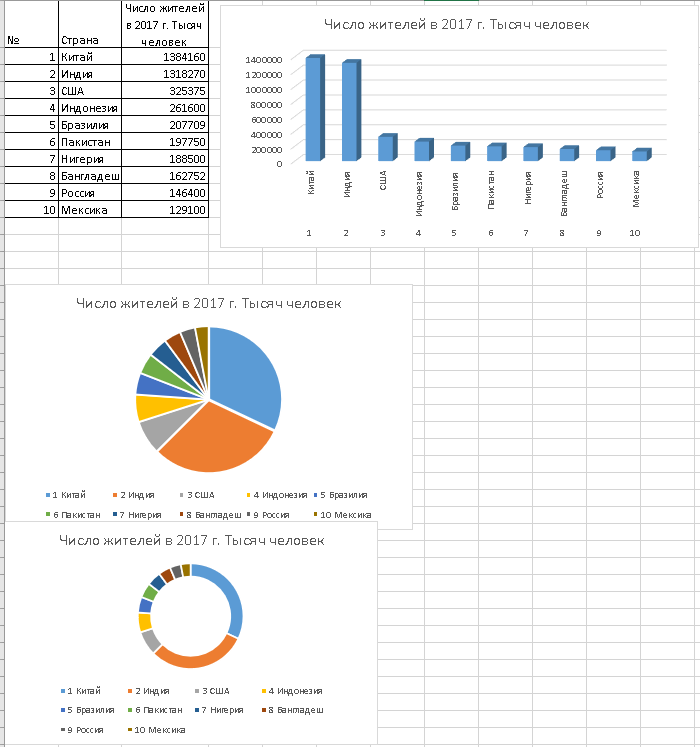 № Страна Число жителей в 2017 г. Тысяч человек
1 Китай 1384160
2 Индия 1318270
3 США 325375
4 Индонезия 261600
5 Бразилия 207709
6 Пакистан 197750
7 Нигерия 188500
8 Бангладеш 162752
9 Россия 146400
10 Мексика 129100
Число жителей в 2017 г. Тысяч человек
1400000
1200000
1000000
800000
600000
400000
200000
0
Китай Индия США Индонезия Бразилия Пакистан Нигерия Бангладеш Россия Мексика
1 2 3 4 5 6 7 8 9 10
Число жителей в 2017 г. Тысяч человек
1 Китай 2 Индия 3 США 4 Индонезия 5 Бразилия
6 Пакистан 7 Нигерия 8 Бангладеш 9 Россия 10 Мексика
Число жителей в 2017 г. Тысяч человек
1 Китай 2 Индия 3 США 4 Индонезия
5 Бразилия 6 Пакистан 7 Нигерия 8 Бангладеш
9 Россия 10 Мексика